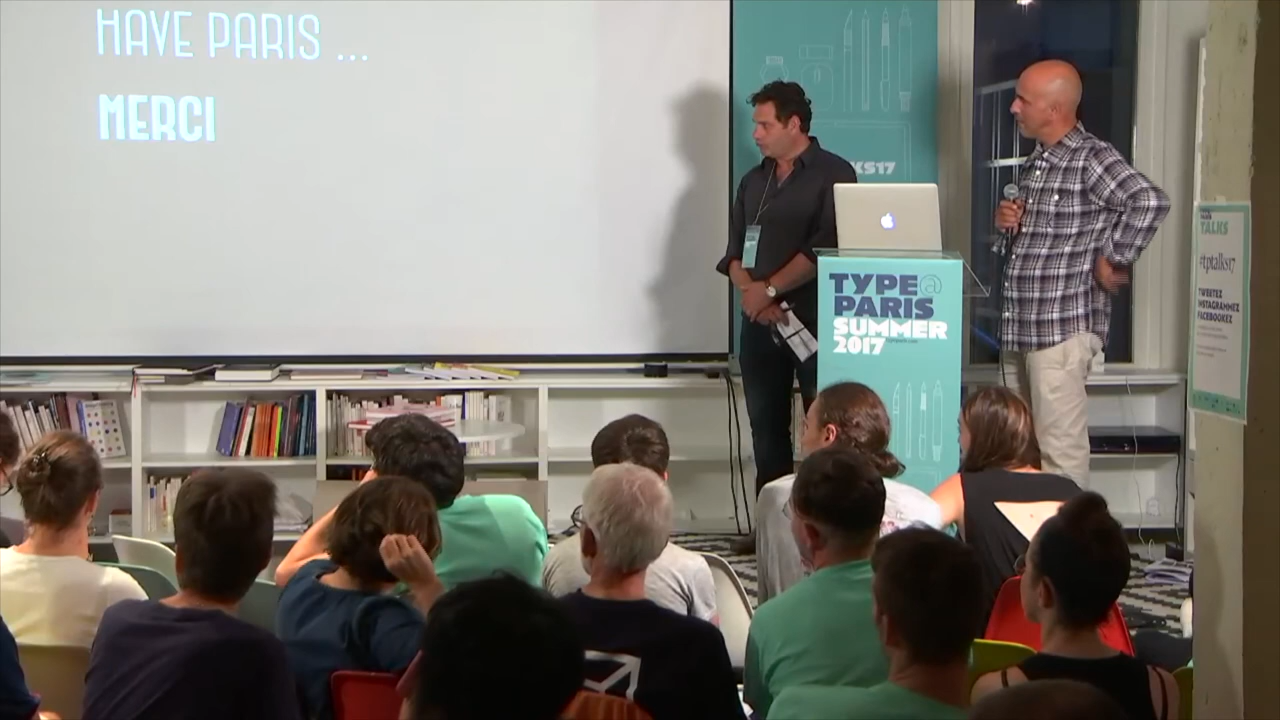 HAVE PARIS ...
MERCI
KS17
TYPE@
PARIS
SUMMER
2017
TALKS
#tptalks17
TWEETEZ
INSTAGRAMMEZ
FACEBOOKEZ